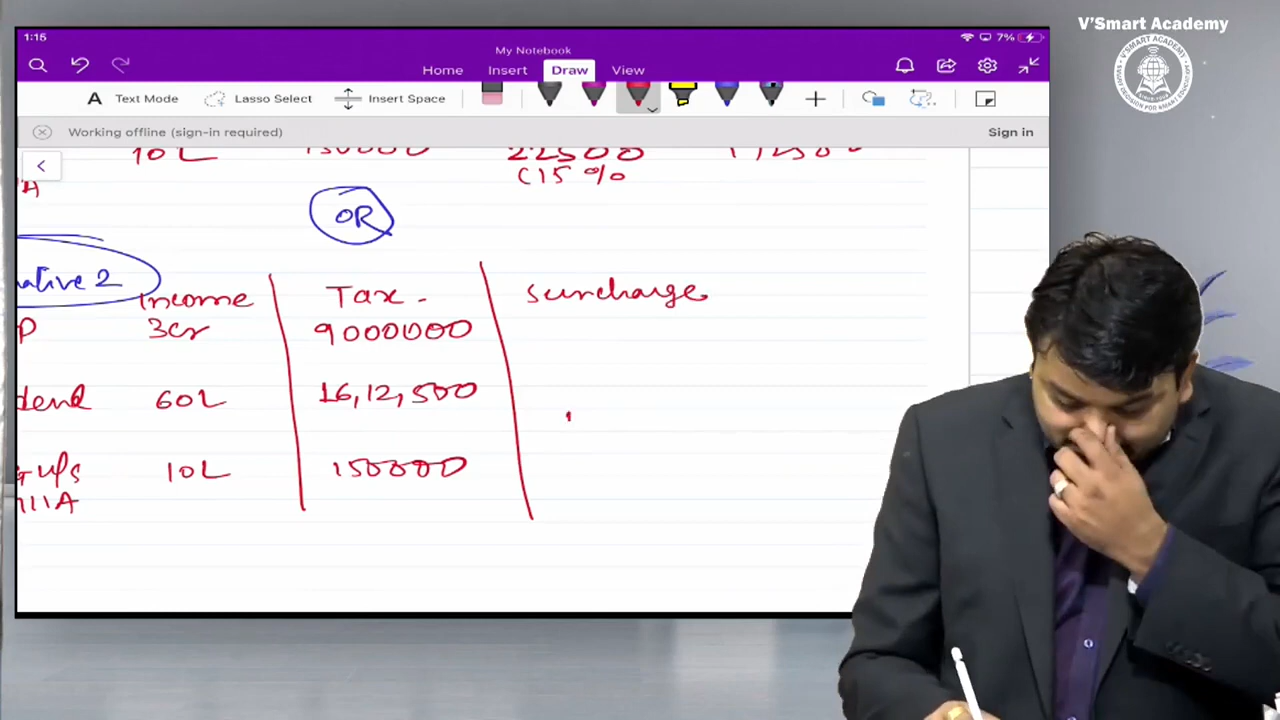 V'Smart Academy
1:15
7%
My Notebook
Home Insert Draw View
A Text Mode Lasso Select Insert Space
Working offline (sign-in required) Sign in
10L 150000 22500
(15%
OR
ative 2
Income Tax - Surcharge
P 3cr 9000000
dend 60L 16,12,500
10L 150000
111A